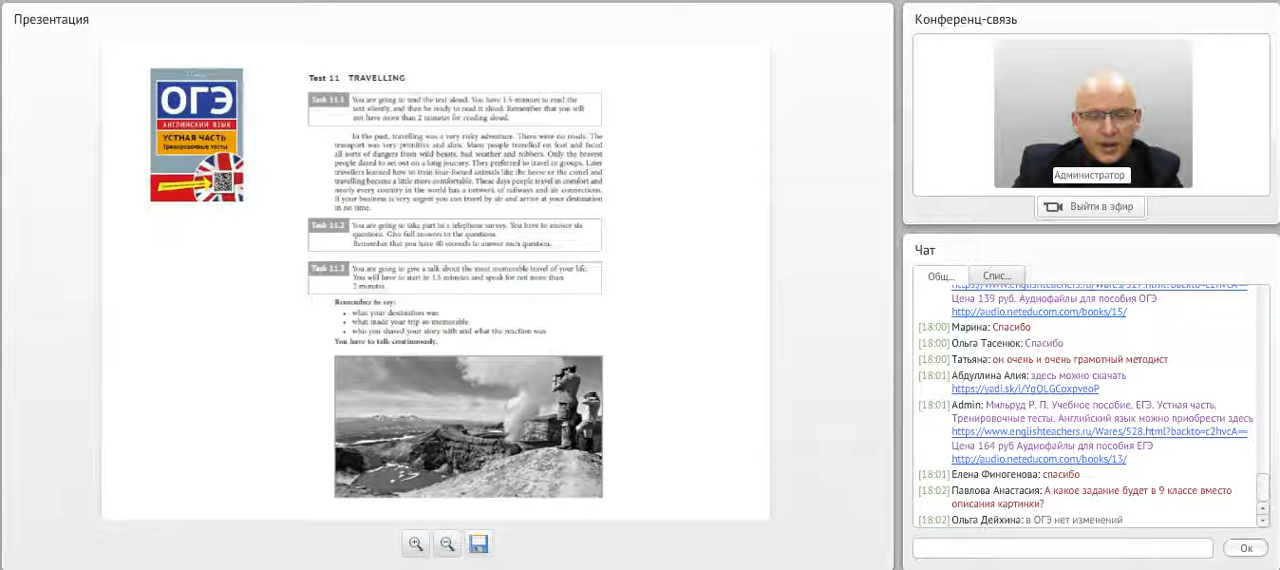 Презентация
ОГЭ
АНГЛИЙСКИЙ ЯЗЫК
УСТНАЯ ЧАСТЬ
Тренировочные тесты
Test 11 TRAVELLING
Task 11.1 You are going to read the text aloud. You have 1.5 minutes to read the
text silently, and then be ready to read it aloud. Remember that you will
not have more than 2 minutes for reading aloud.
In the past, travelling was a very risky adventure. There were no roads. The
transport was very primitive and slow. Many people travelled on foot and faced
all sorts of dangers from wild beasts, bad weather and robbers. Only the bravest
people dared to set out on a long journey. They preferred to travel in groups. Later
travellers learned how to train four-footed animals like the horse or the camel and
travelling became a little more comfortable. These days people travel in comfort and
nearly every country in the world has a network of railways and air connections.
If your business is very urgent you can travel by air and arrive at your destination
in no time.
Task 11.2 You are going to take part in a telephone survey. You have to answer six
questions. Give full answers to the questions.
Remember that you have 40 seconds to answer each question.
Task 11.3 You are going to give a talk about the most memorable travel of your life.
You will have to start in 1.5 minutes and speak for not more than
2 minutes.
Remember to say:
• what your destination was
• what made your trip so memorable
• who you shared your story with and what the reaction was
You have to talk continuously.
Конференц-связь
Администратор
Выйти в эфир
Чат
Общ... Спис...
https://www.englishteachers.ru/Wares/527.html?backto=c2hvcA==
Цена 139 руб. Аудиофайлы для пособия ОГЭ
http://audio.neteducom.com/books/15/
[18:00] Марина: Спасибо
[18:00] Ольга Тасенюк: Спасибо
[18:00] Татьяна: он очень и очень грамотный методист
[18:01] Абдуллина Алия: здесь можно скачать
https://yadi.sk/i/YgOLGCoxpveoP
[18:01] Admin: Мильруд Р. П. Учебное пособие. ЕГЭ. Устная часть.
Тренировочные тесты. Английский язык можно приобрести здесь
https://www.englishteachers.ru/Wares/528.html?backto=c2hvcA==
Цена 164 руб Аудиофайлы для пособия ЕГЭ
http://audio.neteducom.com/books/13/
[18:01] Елена Финогенова: спасибо
[18:02] Павлова Анастасия: А какое задание будет в 9 классе вместо
описания картинки?
[18:02] Ольга Дейхина: в ОГЭ нет изменений
Ок